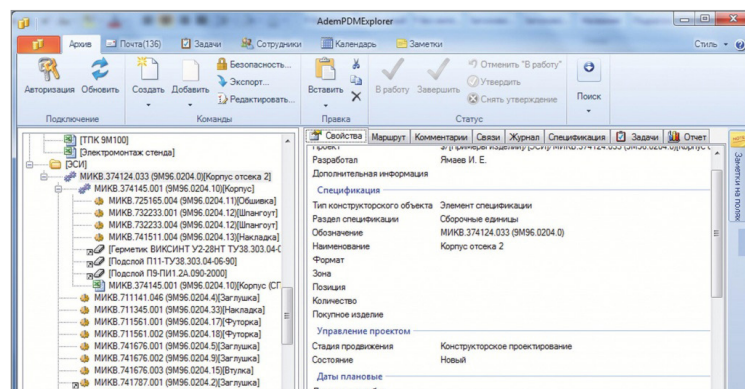 AdemPDMExplorer
Архив Почта(136) Задачи Сотрудники Календарь Заметки Стиль
Авторизация Обновить Создать Добавить Безопасность... Экспорт... Редактировать... Вставить В работу Завершить Отменить "В работу" Утвердить Снять утверждение Поиск
Подключение Команды Правка Статус
[ТПК 9М100]
[Электромонтаж стенда]
[ЭСИ]
МИКВ.374124.033 (9М96.0204.0)[Корпус отсека 2]
МИКВ.374145.001 (9М96.0204.10)[Корпус]
МИКВ.725165.004 (9М96.0204.11)[Обшивка]
МИКВ.732233.001 (9М96.0204.12)[Шпангоут]
МИКВ.732233.004 (9М96.0204.12)[Шпангоут]
МИКВ.741511.004 (9М96.0204.13)[Накладка]
[Герметик ВИКСИНТ У2-28НТ ТУ38.303.04-0
[Подслой П11-ТУ38.303.04-06-90]
[Подслой П9-ПИ1.2А.090-2000]
МИКВ.374145.001 (9М96.0204.10)[Корпус (СГ
МИКВ.711141.046 (9М96.0204.4)[Заглушка]
МИКВ.711345.001 (9М96.0204.33)[Накладка]
МИКВ.711561.001 (9М96.0204.17)[Футорка]
МИКВ.711561.002 (9М96.0204.18)[Футорка]
МИКВ.741676.001 (9М96.0204.5)[Заглушка]
МИКВ.741676.002 (9М96.0204.9)[Заглушка]
МИКВ.741676.003 (9М96.0204.15)[Втулка]
МИКВ.741787.001 (9М96.0204.2)[Заглушка]
Свойства Маршрут Комментарии Связи Журнал Спецификация Задачи Отчет
Проект
Разработал Ямаев И. Е.
Дополнительная информация
Спецификация
Тип конструкторского объекта Элемент спецификации
Раздел спецификации Сборочные единицы
Обозначение МИКВ.374124.033 (9М96.0204.0)
Наименование Корпус отсека 2
Формат
Зона
Позиция
Количество
Покупное изделие
Управление проектом
Стадия продвижения Конструкторское проектирование
Состояние Новый
Даты плановые
Заметки на полях